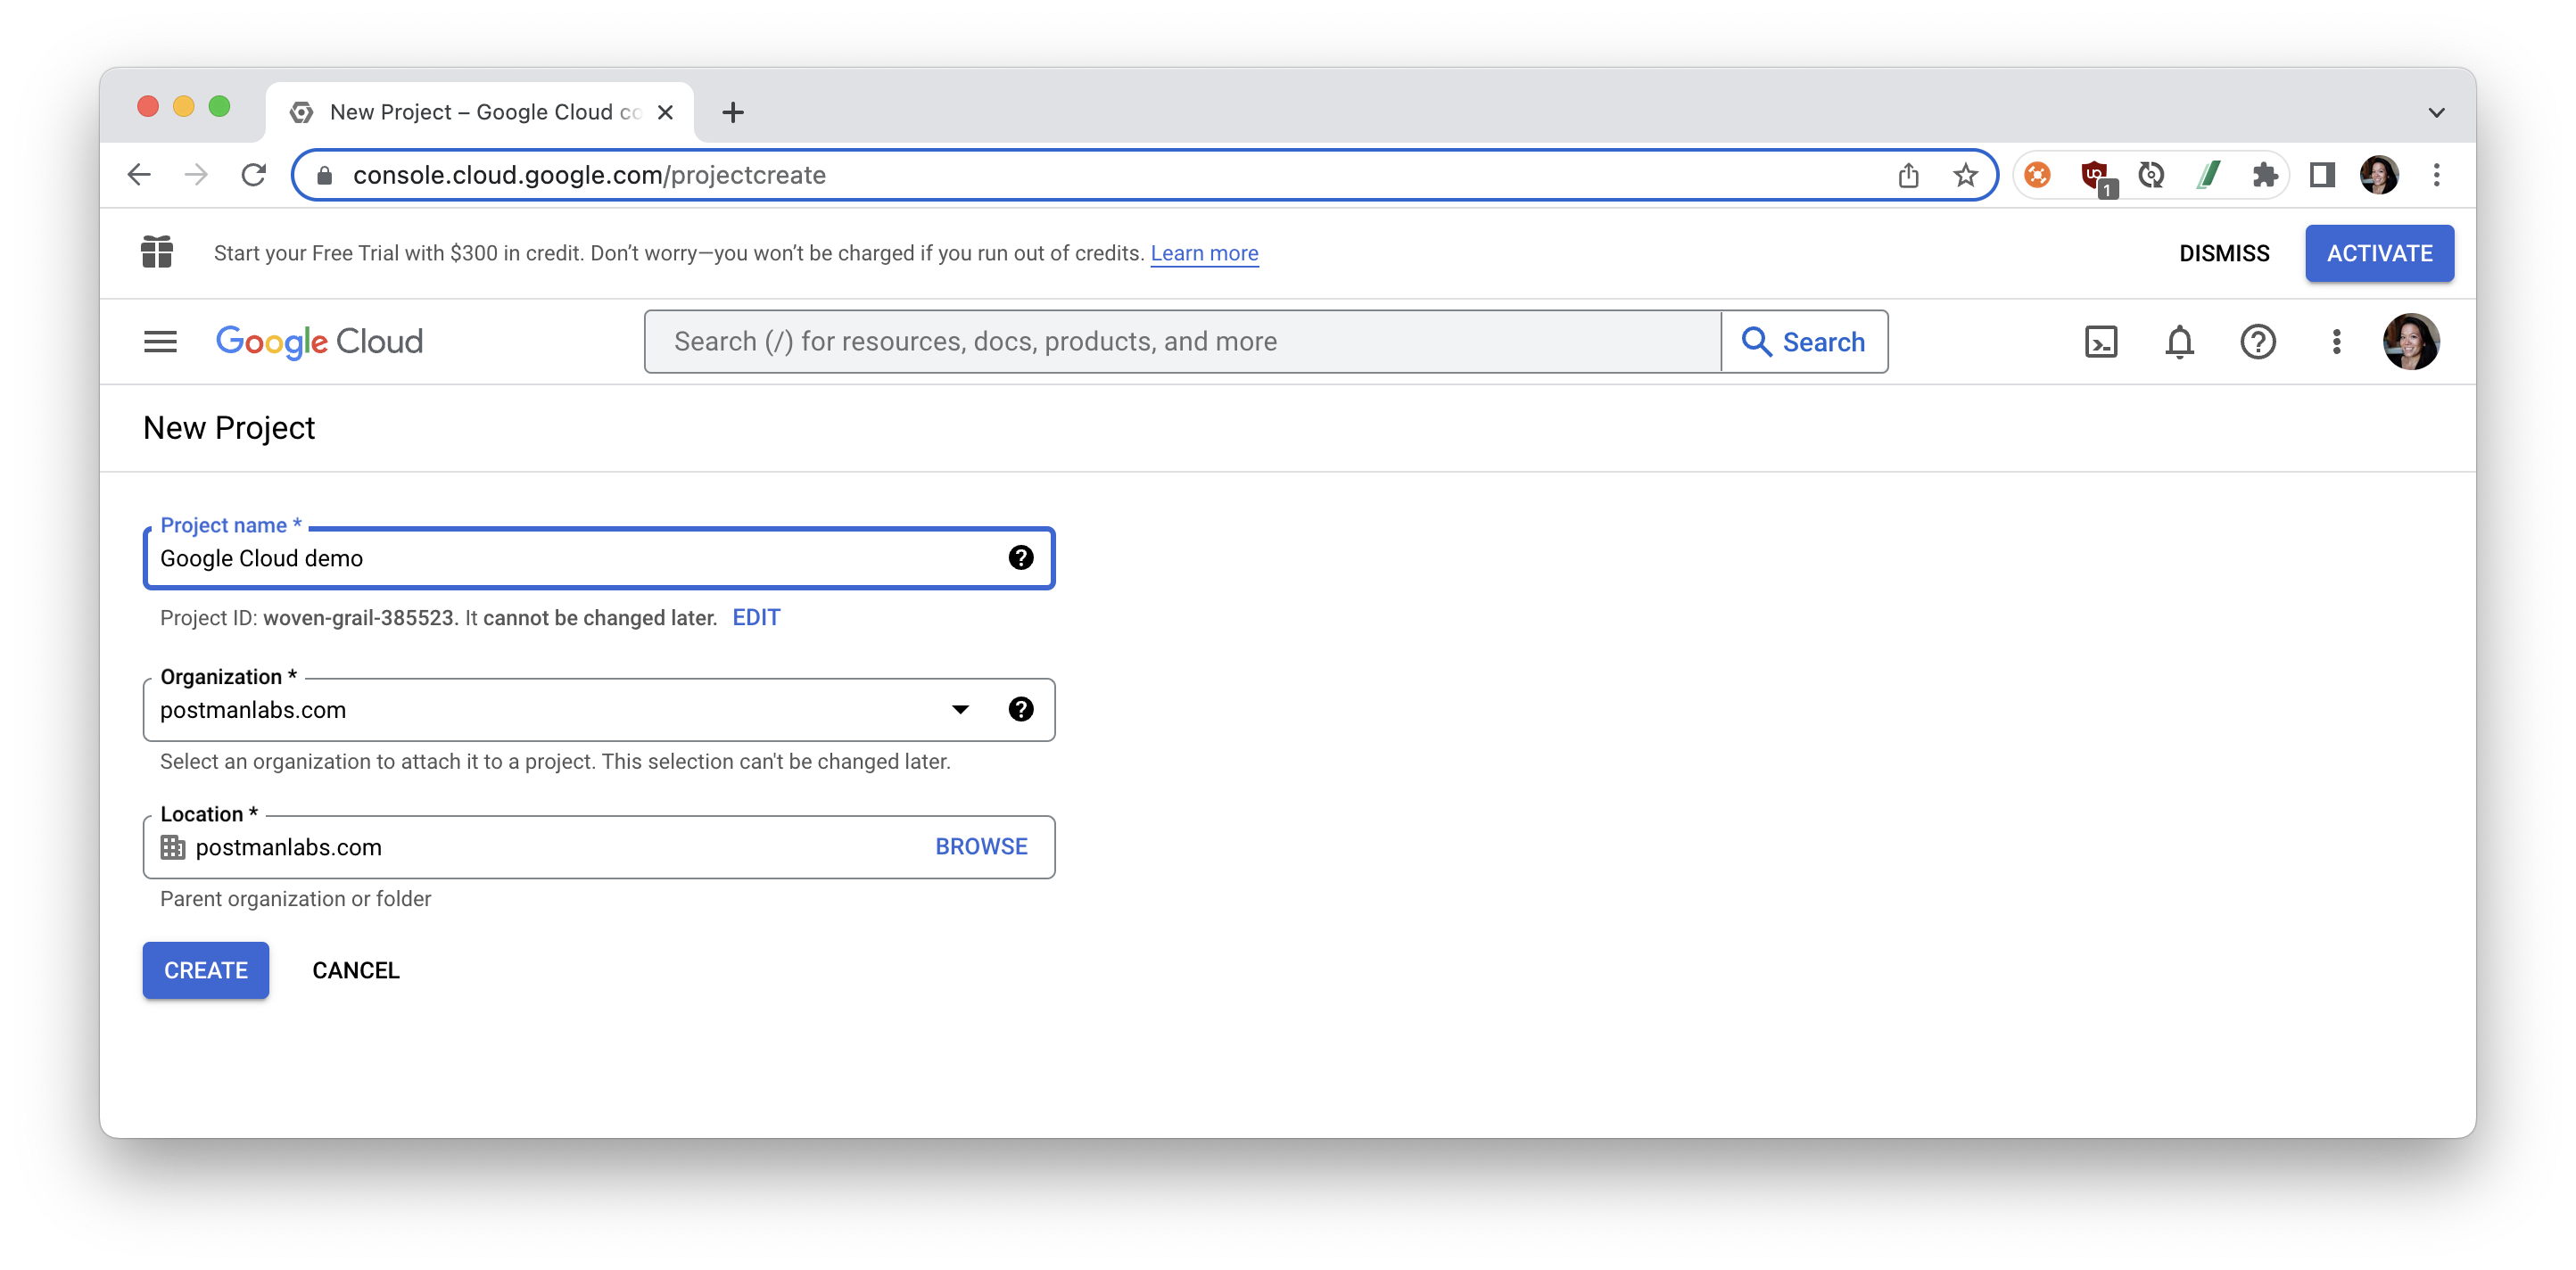 New Project – Google Cloud co
console.cloud.google.com/projectcreate
1
Start your Free Trial with $300 in credit. Don’t worry—you won’t be charged if you run out of credits. Learn more
DISMISS
ACTIVATE
Google Cloud
Search (/) for resources, docs, products, and more
Search
New Project
Project name *
Google Cloud demo
Project ID: woven-grail-385523. It cannot be changed later. EDIT
Organization *
postmanlabs.com
Select an organization to attach it to a project. This selection can't be changed later.
Location *
postmanlabs.com
BROWSE
Parent organization or folder
CREATE
CANCEL